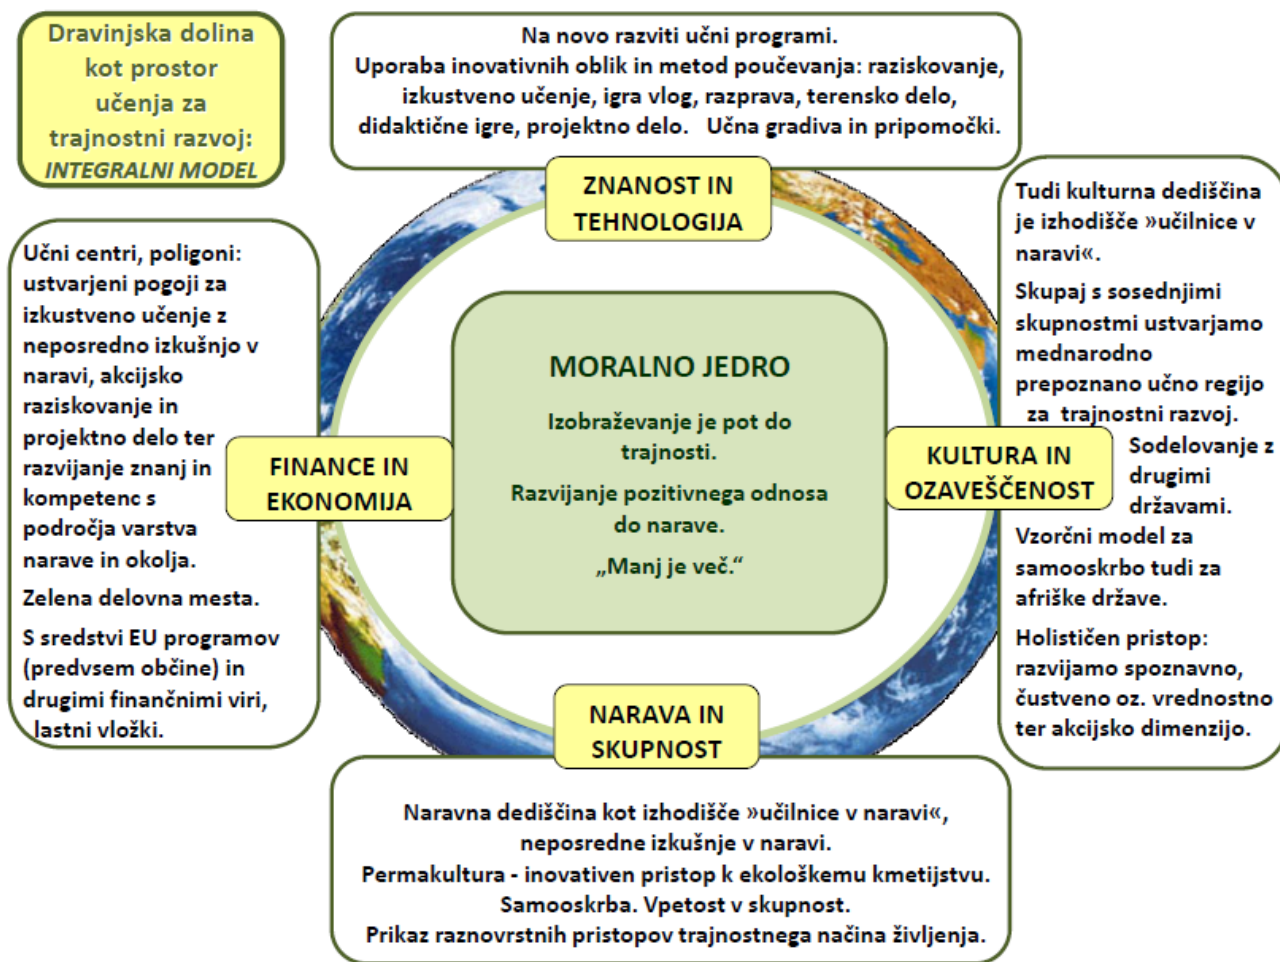 Dravinjska dolina
kot prostor
učenja za
trajnostni razvoj:
INTEGRALNI MODEL
Na novo razviti učni programi.
Uporaba inovativnih oblik in metod poučevanja: raziskovanje,
izkustveno učenje, igra vlog, razprava, terensko delo,
didaktične igre, projektno delo. Učna gradiva in pripomočki.
ZNANOST IN
TEHNOLOGIJA
Učni centri, poligoni:
ustvarjeni pogoji za
izkustveno učenje z
neposredno izkušnjo v
naravi, akcijsko
raziskovanje in
projektno delo ter
razvijanje znanj in
kompetenc s
področja varstva
narave in okolja.
Zelena delovna mesta.
S sredstvi EU programov
(predvsem občine) in
drugimi finančnimi viri,
lastni vložki.
FINANCE IN
EKONOMIJA
MORALNO JEDRO
Izobraževanje je pot do
trajnosti.
Razvijanje pozitivnega odnosa
do narave.
„Manj je več.“
Tudi kulturna dediščina
je izhodišče »učilnice v
naravi«.
Skupaj s sosednjimi
skupnostmi ustvarjamo
mednarodno
prepoznano učno regijo
za trajnostni razvoj.
Sodelovanje z
drugimi
državami.
Vzorčni model za
samooskrbo tudi za
afriške države.
Holističen pristop:
razvijamo spoznavno,
čustveno oz. vrednostno
ter akcijsko dimenzijo.
KULTURA IN
OZAVEŠČENOST
NARAVA IN
SKUPNOST
Naravna dediščina kot izhodišče »učilnice v naravi«,
neposredne izkušnje v naravi.
Permakultura - inovativen pristop k ekološkemu kmetijstvu.
Samooskrba. Vpetost v skupnost.
Prikaz raznovrstnih pristopov trajnostnega načina življenja.